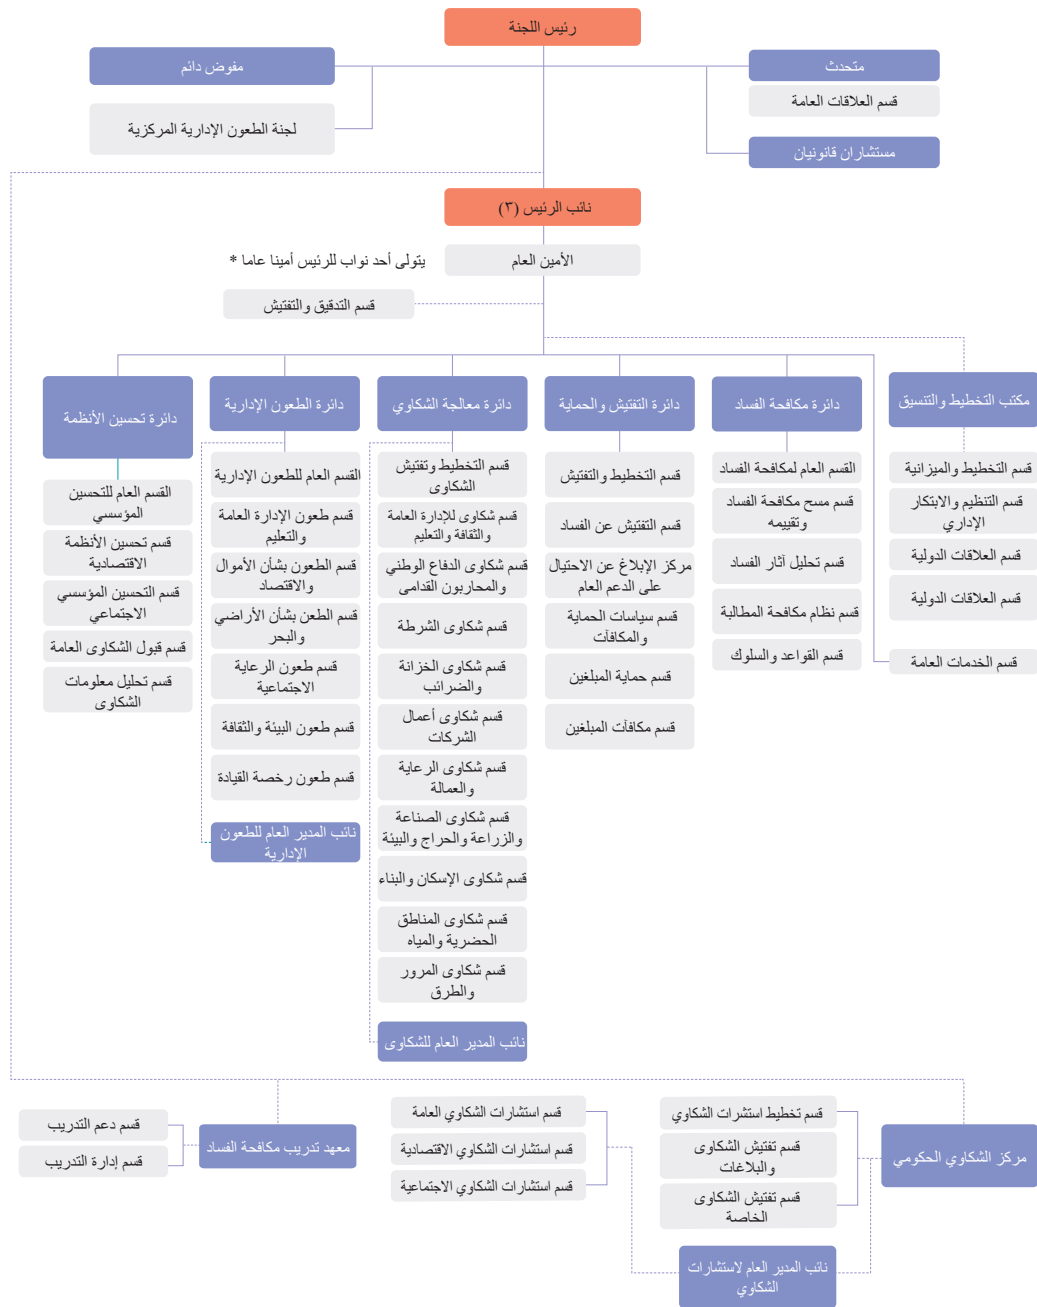 رئيس اللجنة
متحدث
مفوض دائم
قسم العلاقات العامة
لجنة الطعون الإدارية المركزية
مستشاران قانونيان
نائب الرئيس (٣)
الأمين العام
يتولى أحد نواب للرئيس أمينا عاما *
قسم التدقيق والتفتيش
مكتب التخطيط والتنسيق
قسم التخطيط والميزانية
قسم التنظيم والابتكار
الإداري
قسم العلاقات الدولية
قسم العلاقات الدولية
قسم الخدمات العامة
دائرة مكافحة الفساد
القسم العام لمكافحة الفساد
قسم مسح مكافحة الفساد
وتقييمه
قسم تحليل آثار الفساد
قسم نظام مكافحة المطالبة
قسم القواعد والسلوك
دائرة التفتيش والحماية
قسم التخطيط والتفتيش
قسم التفتيش عن الفساد
مركز الإبلاغ عن الاحتيال
على الدعم العام
قسم سياسات الحماية
والمكافآت
قسم حماية المبلغين
قسم مكافآت المبلغين
دائرة معالجة الشكاوي
قسم التخطيط وتفتيش
الشكاوى
قسم شكاوى للإدارة العامة
والثقافة والتعليم
قسم شكاوى الدفاع الوطني
والمحاربون القدامى
قسم شكاوى الشرطة
قسم شكاوى الخزانة
والضرائب
قسم شكاوى أعمال
الشركات
قسم شكاوى الرعاية
والعمالة
قسم شكاوى الصناعة
والزراعة والحراج والبيئة
قسم شكاوى الإسكان والبناء
قسم شكاوى المناطق
الحضرية والمياه
قسم شكاوى المرور
والطرق
نائب المدير العام للشكاوى
دائرة الطعون الإدارية
القسم العام للطعون الإدارية
قسم طعون الإدارة العامة
والتعليم
قسم الطعون بشأن الأموال
والاقتصاد
قسم الطعن بشأن الأراضي
والبحر
قسم طعون الرعاية
الاجتماعية
قسم طعون البيئة والثقافة
قسم طعون رخصة القيادة
نائب المدير العام للطعون
الإدارية
دائرة تحسين الأنظمة
القسم العام للتحسين
المؤسسي
قسم تحسين الأنظمة
الاقتصادية
قسم التحسين المؤسسي
الاجتماعي
قسم قبول الشكاوى العامة
قسم تحليل معلومات
الشكاوى
مركز الشكاوي الحكومي
قسم تخطيط استشرات الشكاوي
قسم تفتيش الشكاوى
والبلاغات
قسم تفتيش الشكاوى
الخاصة
نائب المدير العام لاستشارات
الشكاوي
قسم استشارات الشكاوي العامة
قسم استشارات الشكاوي الاقتصادية
قسم استشارات الشكاوي الاجتماعية
معهد تدريب مكافحة الفساد
قسم دعم التدريب
قسم إدارة التدريب